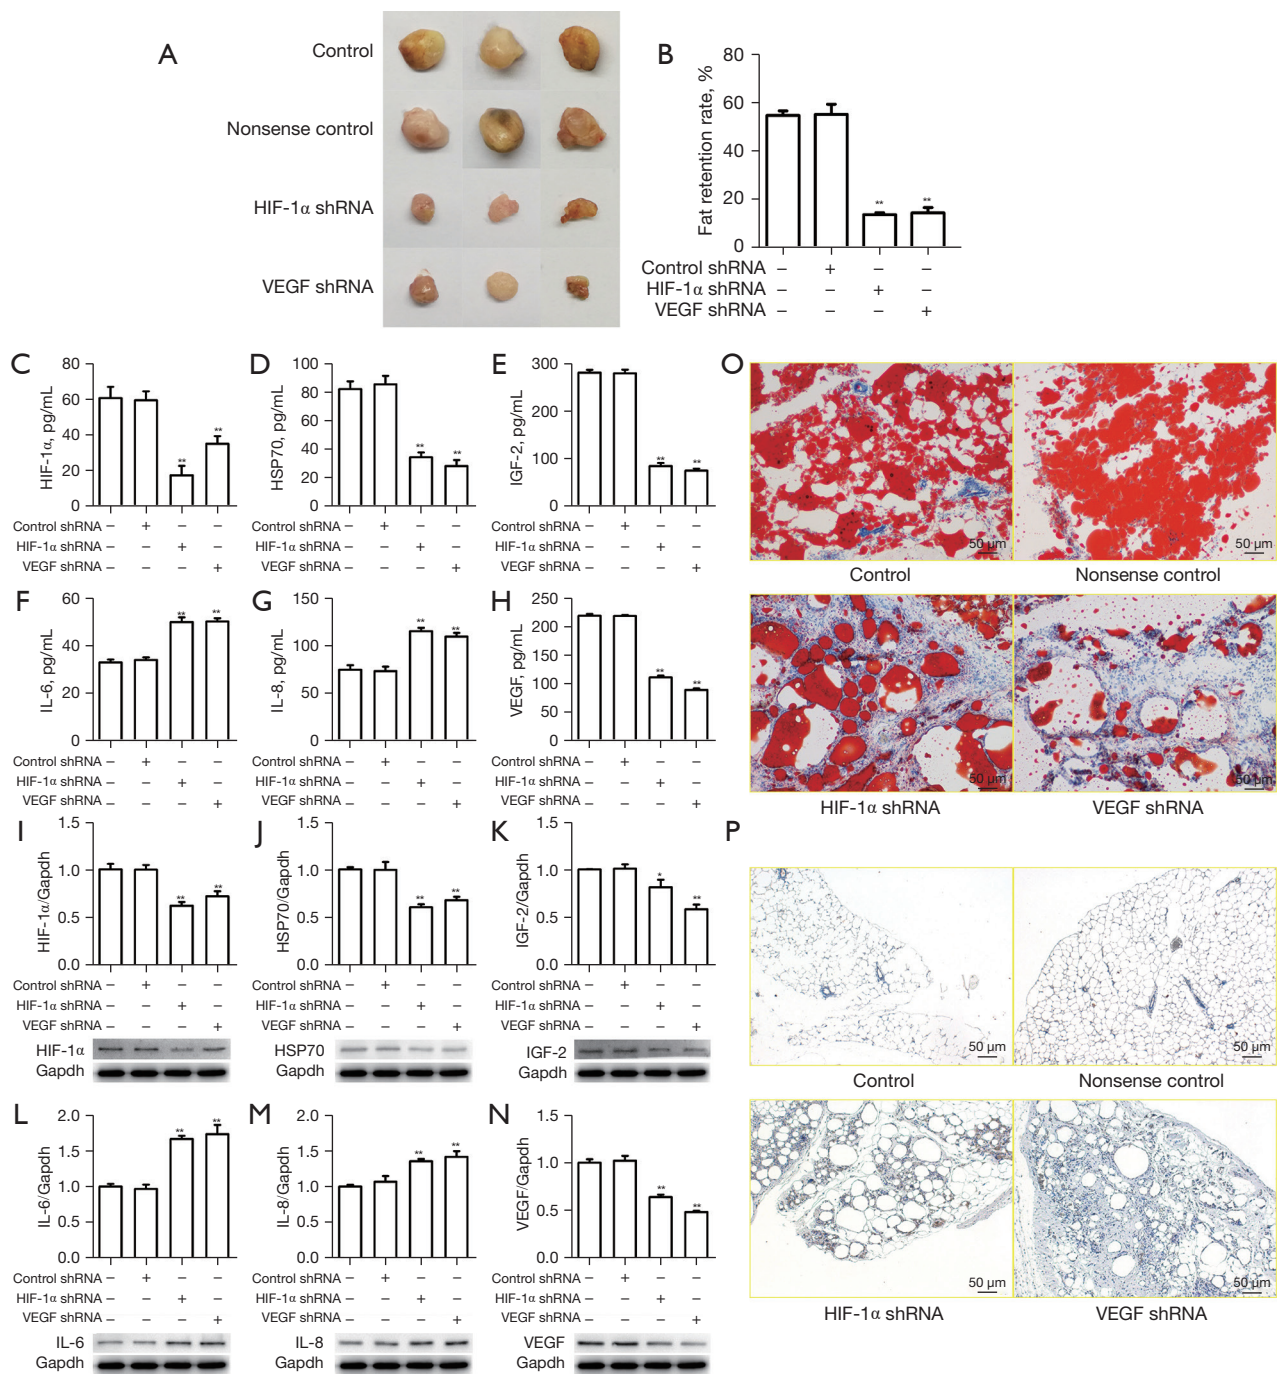 A
Control
Nonsense control
HIF-1α shRNA
VEGF shRNA
B
Fat retention rate, %
80
60
40
20
0
** **
Control shRNA – + – –
HIF-1α shRNA – – + –
VEGF shRNA – – – +
C
HIF-1α, pg/mL
80
60
40
20
0
** **
Control shRNA – + – –
HIF-1α shRNA – – + –
VEGF shRNA – – – +
D
HSP70, pg/mL
100
80
60
40
20
0
** **
Control shRNA – + – –
HIF-1α shRNA – – + –
VEGF shRNA – – – +
E
IGF-2, pg/mL
300
200
100
0
** **
Control shRNA – + – –
HIF-1α shRNA – – + –
VEGF shRNA – – – +
F
IL-6, pg/mL
60
40
20
0
** **
Control shRNA – + – –
HIF-1α shRNA – – + –
VEGF shRNA – – – +
G
IL-8, pg/mL
150
100
50
0
** **
Control shRNA – + – –
HIF-1α shRNA – – + –
VEGF shRNA – – – +
H
VEGF, pg/mL
250
200
150
100
50
0
** **
Control shRNA – + – –
HIF-1α shRNA – – + –
VEGF shRNA – – – +
I
HIF-1α/Gapdh
1.5
1.0
0.5
0.0
** **
Control shRNA – + – –
HIF-1α shRNA – – + –
VEGF shRNA – – – +
HIF-1α
Gapdh
J
HSP70/Gapdh
1.5
1.0
0.5
0.0
** **
Control shRNA – + – –
HIF-1α shRNA – – + –
VEGF shRNA – – – +
HSP70
Gapdh
K
IGF-2/Gapdh
1.5
1.0
0.5
0.0
* **
Control shRNA – + – –
HIF-1α shRNA – – + –
VEGF shRNA – – – +
IGF-2
Gapdh
L
IL-6/Gapdh
2.0
1.5
1.0
0.5
0.0
** **
Control shRNA – + – –
HIF-1α shRNA – – + –
VEGF shRNA – – – +
IL-6
Gapdh
M
IL-8/Gapdh
2.0
1.5
1.0
0.5
0.0
** **
Control shRNA – + – –
HIF-1α shRNA – – + –
VEGF shRNA – – – +
IL-8
Gapdh
N
VEGF/Gapdh
1.5
1.0
0.5
0.0
** **
Control shRNA – + – –
HIF-1α shRNA – – + –
VEGF shRNA – – – +
VEGF
Gapdh
O
50 µm 50 µm
Control Nonsense control
50 µm 50 µm
HIF-1α shRNA VEGF shRNA
P
50 µm 50 µm
Control Nonsense control
50 µm 50 µm
HIF-1α shRNA VEGF shRNA